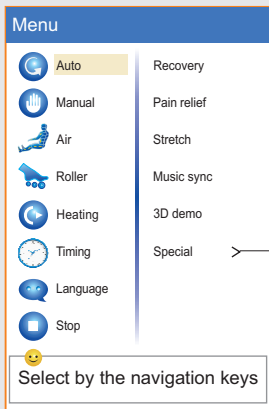 Menu
Auto
Recovery
Manual
Pain relief
Air
Stretch
Roller
Music sync
Heating
3D demo
Timing
Special
Language
Stop
Select by the navigation keys